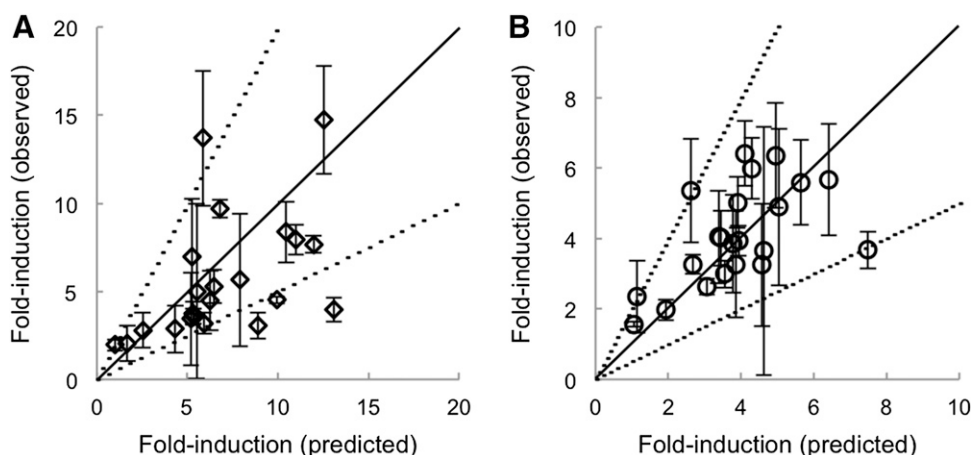 A
B
Fold-induction (observed)
20
15
10
5
0
0 5 10 15 20
Fold-induction (predicted)
Fold-induction (observed)
10
8
6
4
2
0
0 2 4 6 8 10
Fold-induction (predicted)